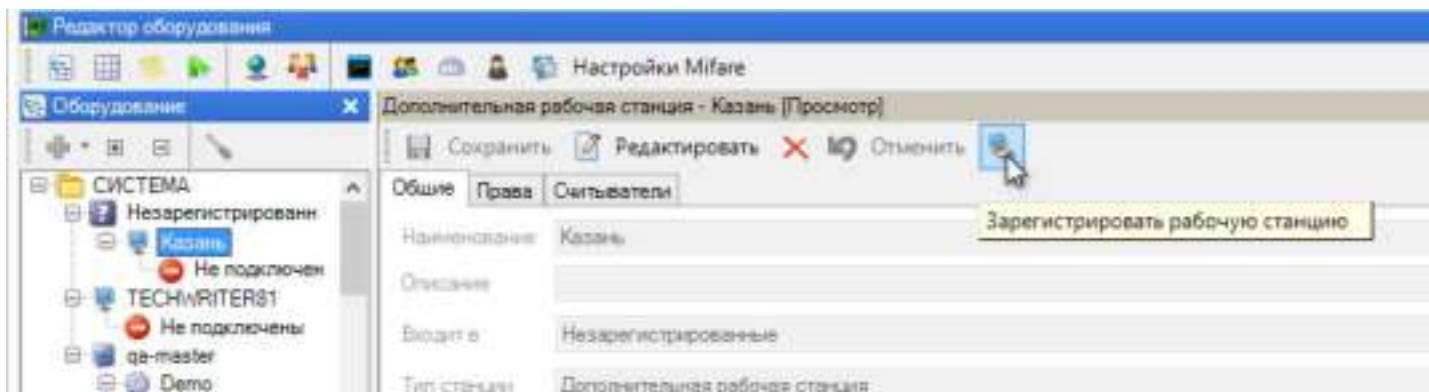 Редактор оборудования
Настройки Mifare
Оборудование
Дополнительная рабочая станция - Казань [Просмотр]
Сохранить Редактировать Отменить
СИСТЕМА
Общие Права Считыватели
Незарегистрированн
Зарегистрировать рабочую станцию
Казань
Наименование Казань
Не подключен
Описание
TECHWRITER81
Не подключены
Входит в Незарегистрированные
qa-master
Demo
Тип станции Дополнительная рабочая станция